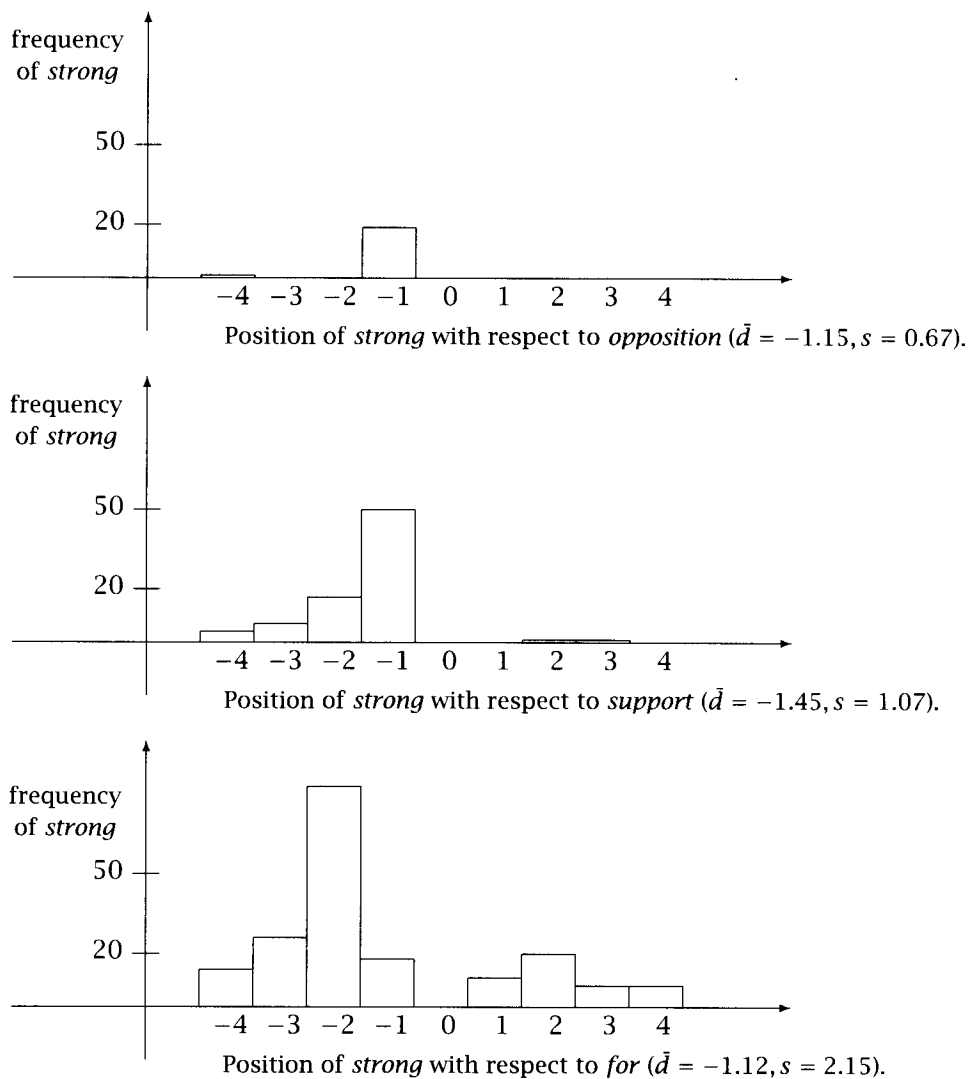 frequency
of strong
50
20
−4 −3 −2 −1 0 1 2 3 4
Position of strong with respect to opposition (d̄ = −1.15, s = 0.67).
frequency
of strong
50
20
−4 −3 −2 −1 0 1 2 3 4
Position of strong with respect to support (d̄ = −1.45, s = 1.07).
frequency
of strong
50
20
−4 −3 −2 −1 0 1 2 3 4
Position of strong with respect to for (d̄ = −1.12, s = 2.15).